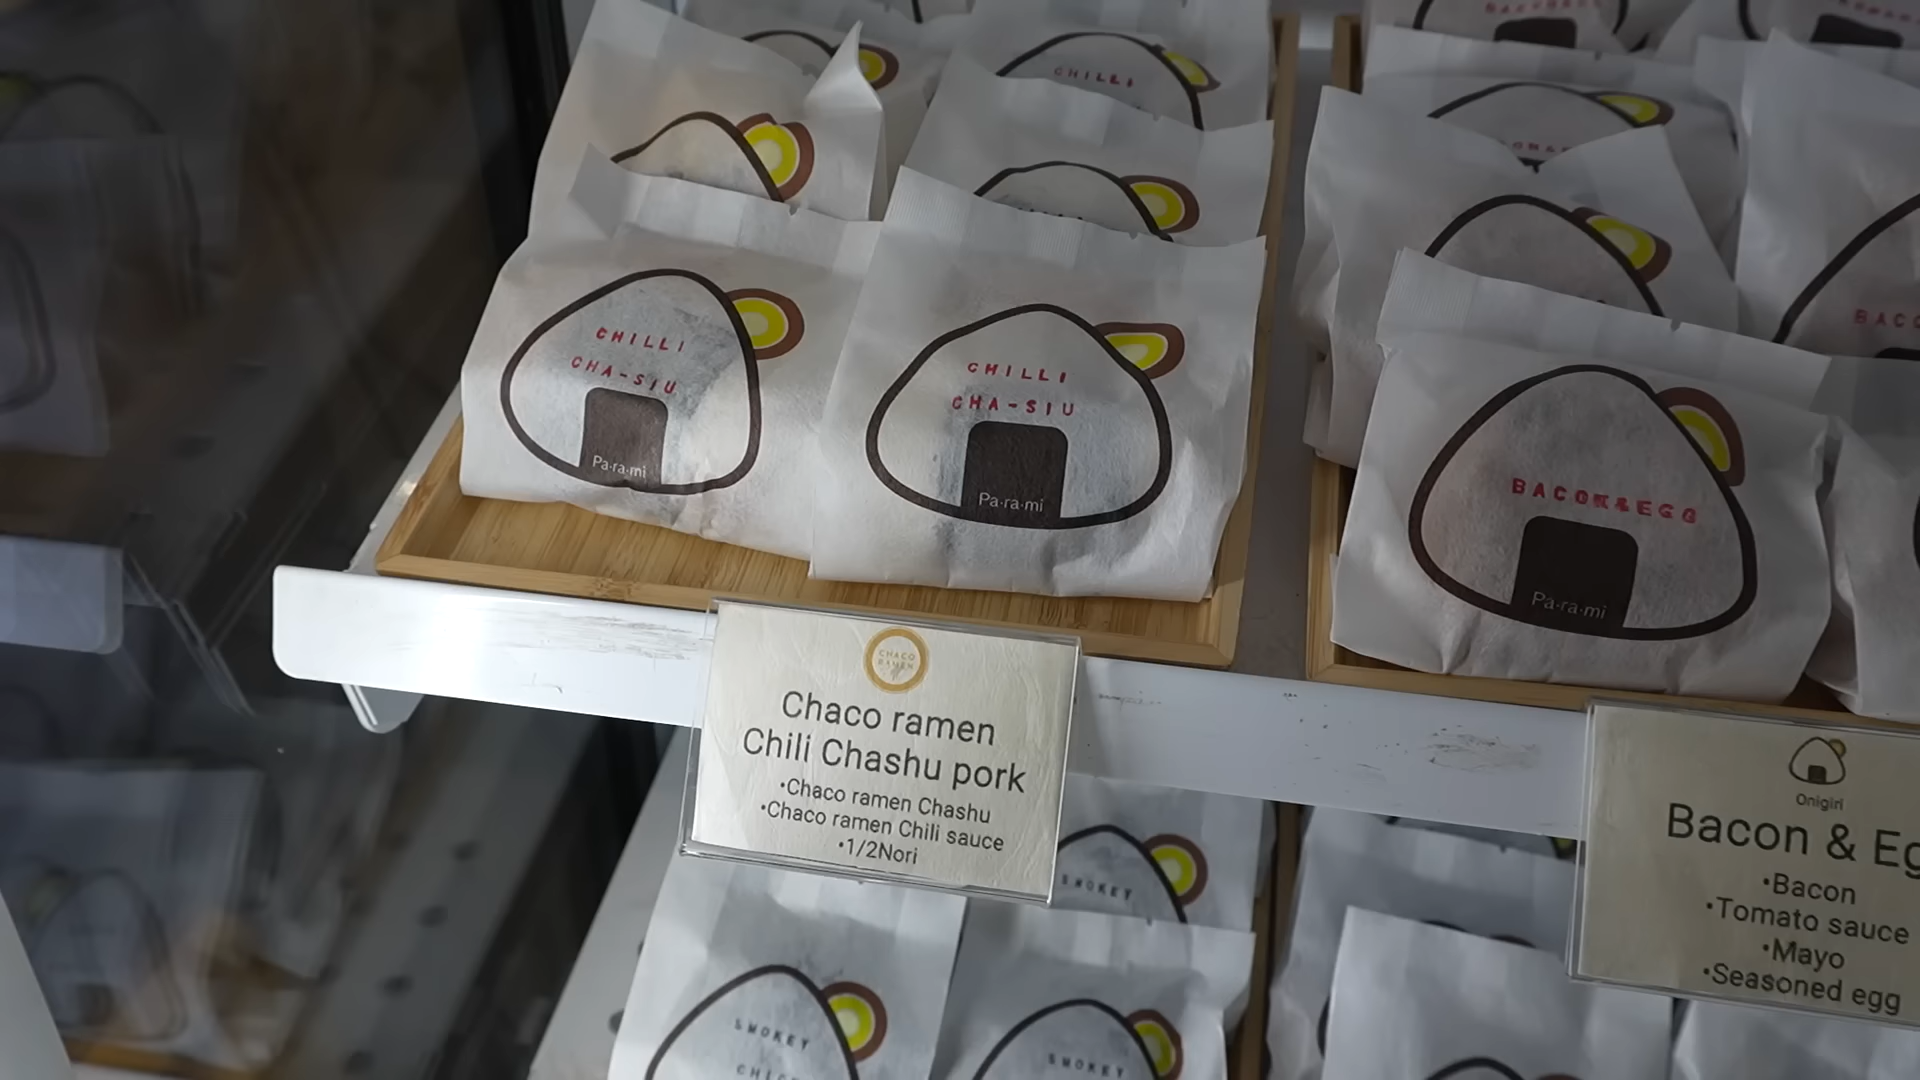 CHILLI
CHILLI
CHA-SIU
Pa·ra·mi
CHILLI
CHA-SIU
Pa·ra·mi
BACON&EGG
Pa·ra·mi
CHACO
RAMEN
Chaco ramen
Chili Chashu pork
•Chaco ramen Chashu
•Chaco ramen Chili sauce
•1/2Nori
Onigiri
Bacon & Eg
•Bacon
•Tomato sauce
•Mayo
•Seasoned egg
SMOKEY
SMOKEY
SMOKEY